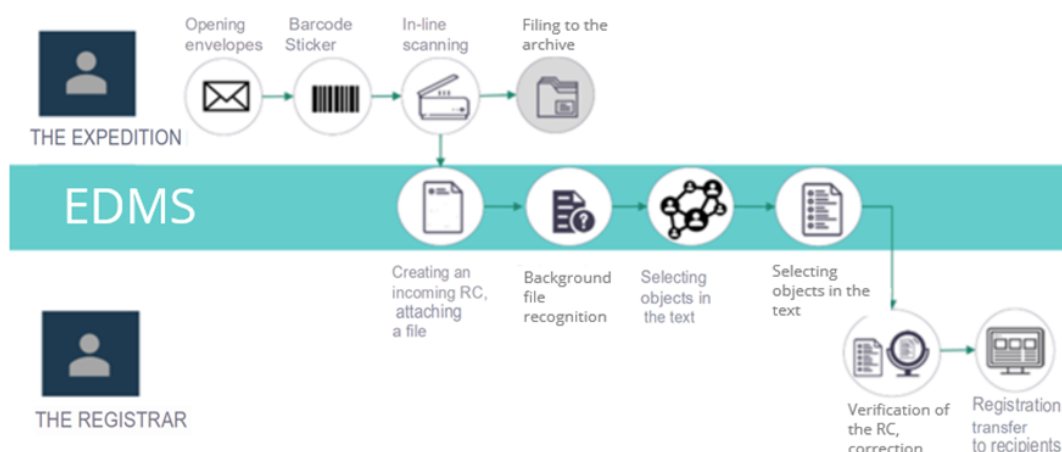 Opening
envelopes
Barcode
Sticker
In-line
scanning
Filing to the
archive
THE EXPEDITION
EDMS
Creating an
incoming RC,
attaching
a file
Background
file
recognition
Selecting
objects in
the text
Selecting
objects in the
text
THE REGISTRAR
Verification of
the RC,
correction
Registration
transfer
to recipients